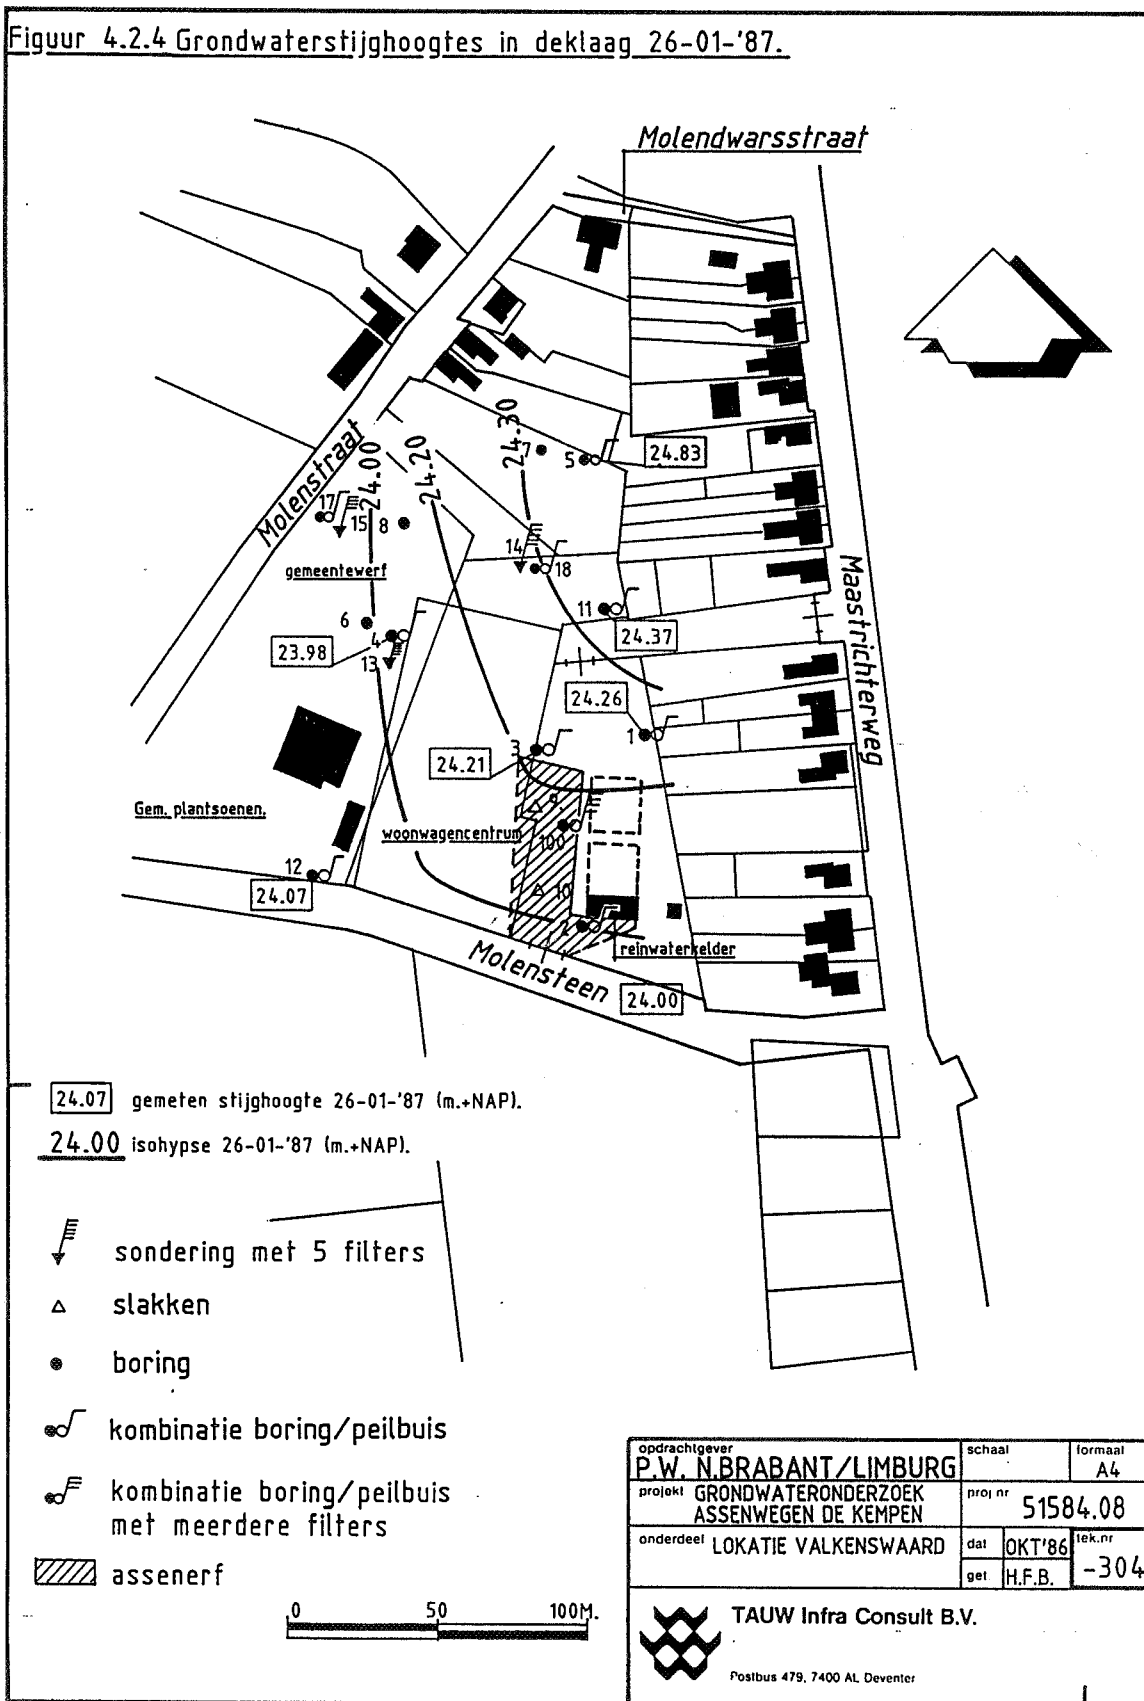 Figuur 4.2.4 Grondwaterstijghoogtes in deklaag 26-01-'87.
Molendwarsstraat
Molenstraat
24.00
24.20
24.30
7
5
24.83
17
15
8
14
18
gemeentewerf
11
24.37
6
4
23.98
13
24.26
1
Maastrichterweg
3
24.21
Gem. plantsoenen.
woonwagencentrum
9
100
10
12
24.07
2
reinwaterkelder
Molensteen
24.00
24.07 gemeten stijghoogte 26-01-'87 (m.+NAP).
24.00 isohypse 26-01-'87 (m.+NAP).
sondering met 5 filters
slakken
boring
kombinatie boring/peilbuis
kombinatie boring/peilbuis
met meerdere filters
assenerf
0 50 100M.
opdrachtgever
P.W. N.BRABANT/LIMBURG
schaal
formaal
A4
projekt GRONDWATERONDERZOEK
ASSENWEGEN DE KEMPEN
proj nr 51584.08
onderdeel LOKATIE VALKENSWAARD
dat OKT'86
get. H.F.B.
tek.nr
-304
TAUW Infra Consult B.V.
Postbus 479, 7400 AL Deventer